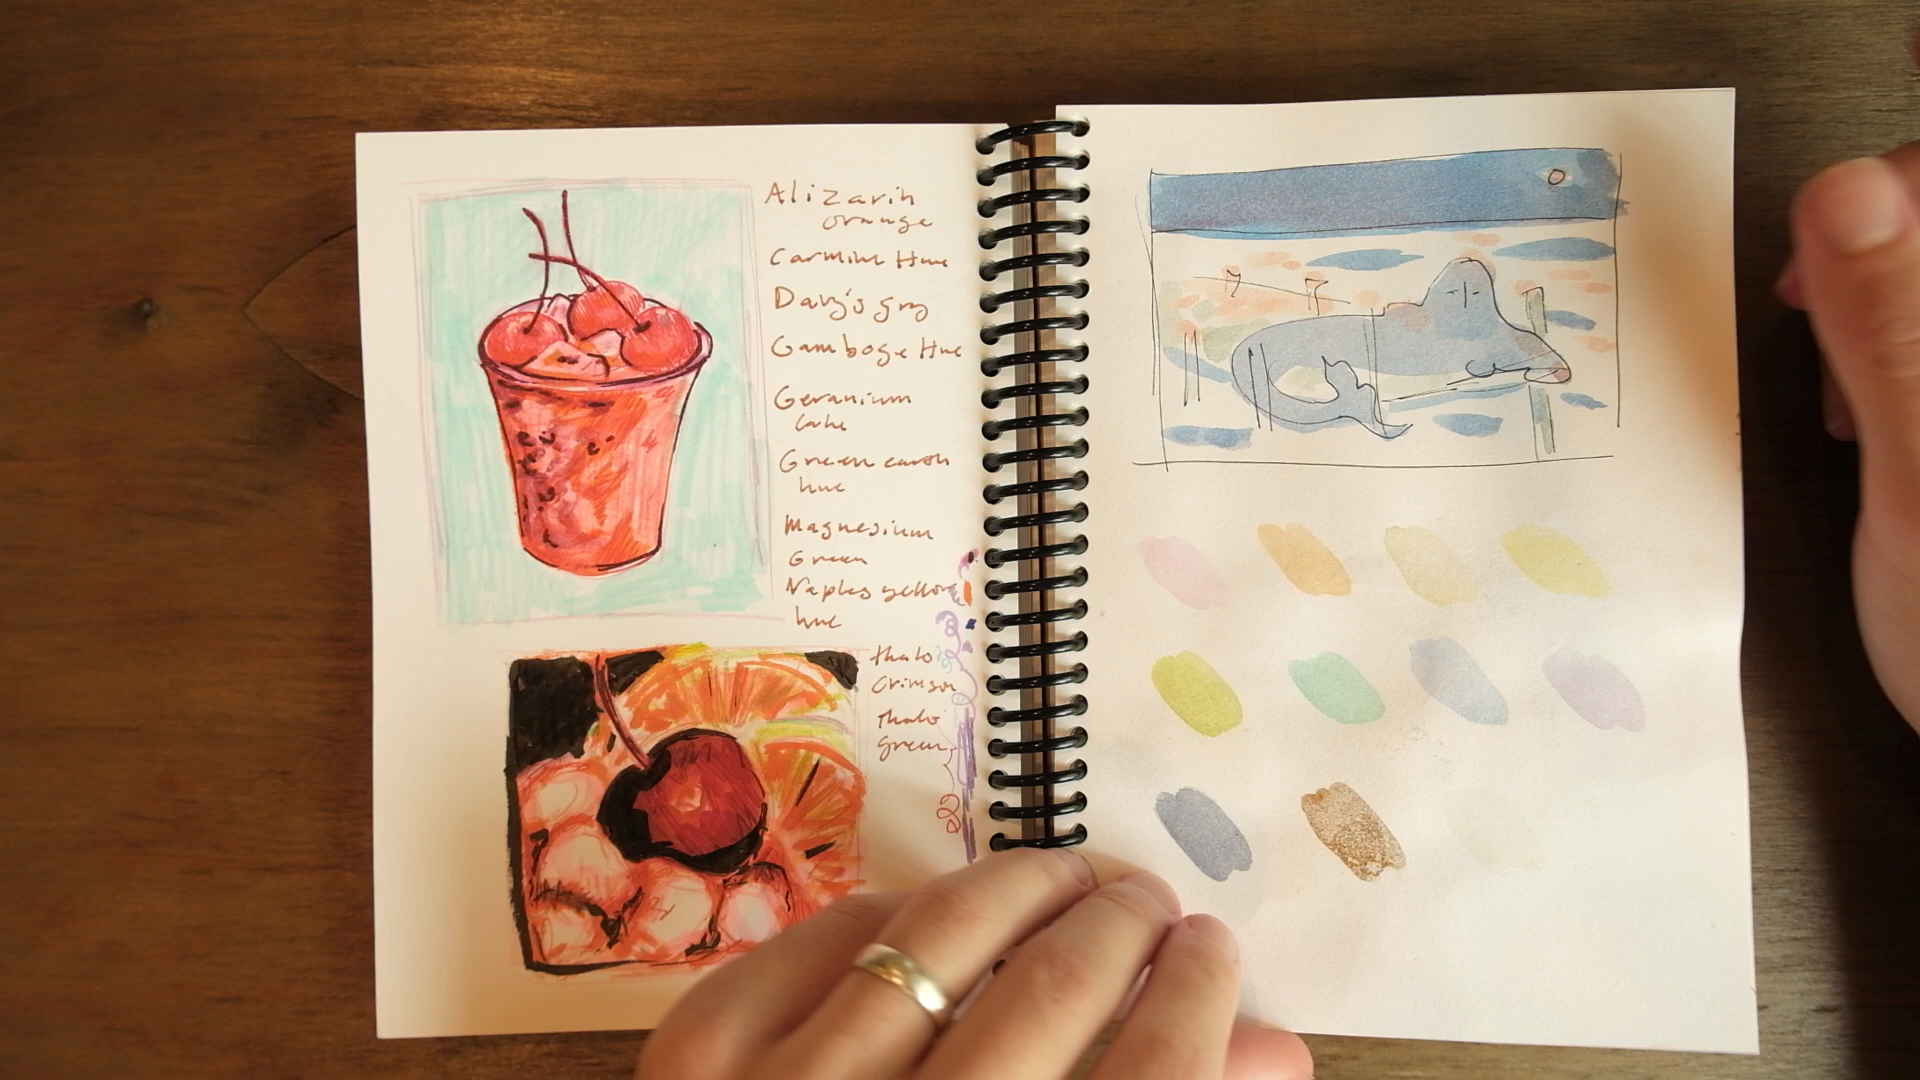 Alizarin
orange
Carmine Hue
Davy's gry
Gamboge Hue
Geranium
Lake
Green earth
hue
Magnesium
Green
Naples yellow
hue
thalo
Crimson
thalo
green